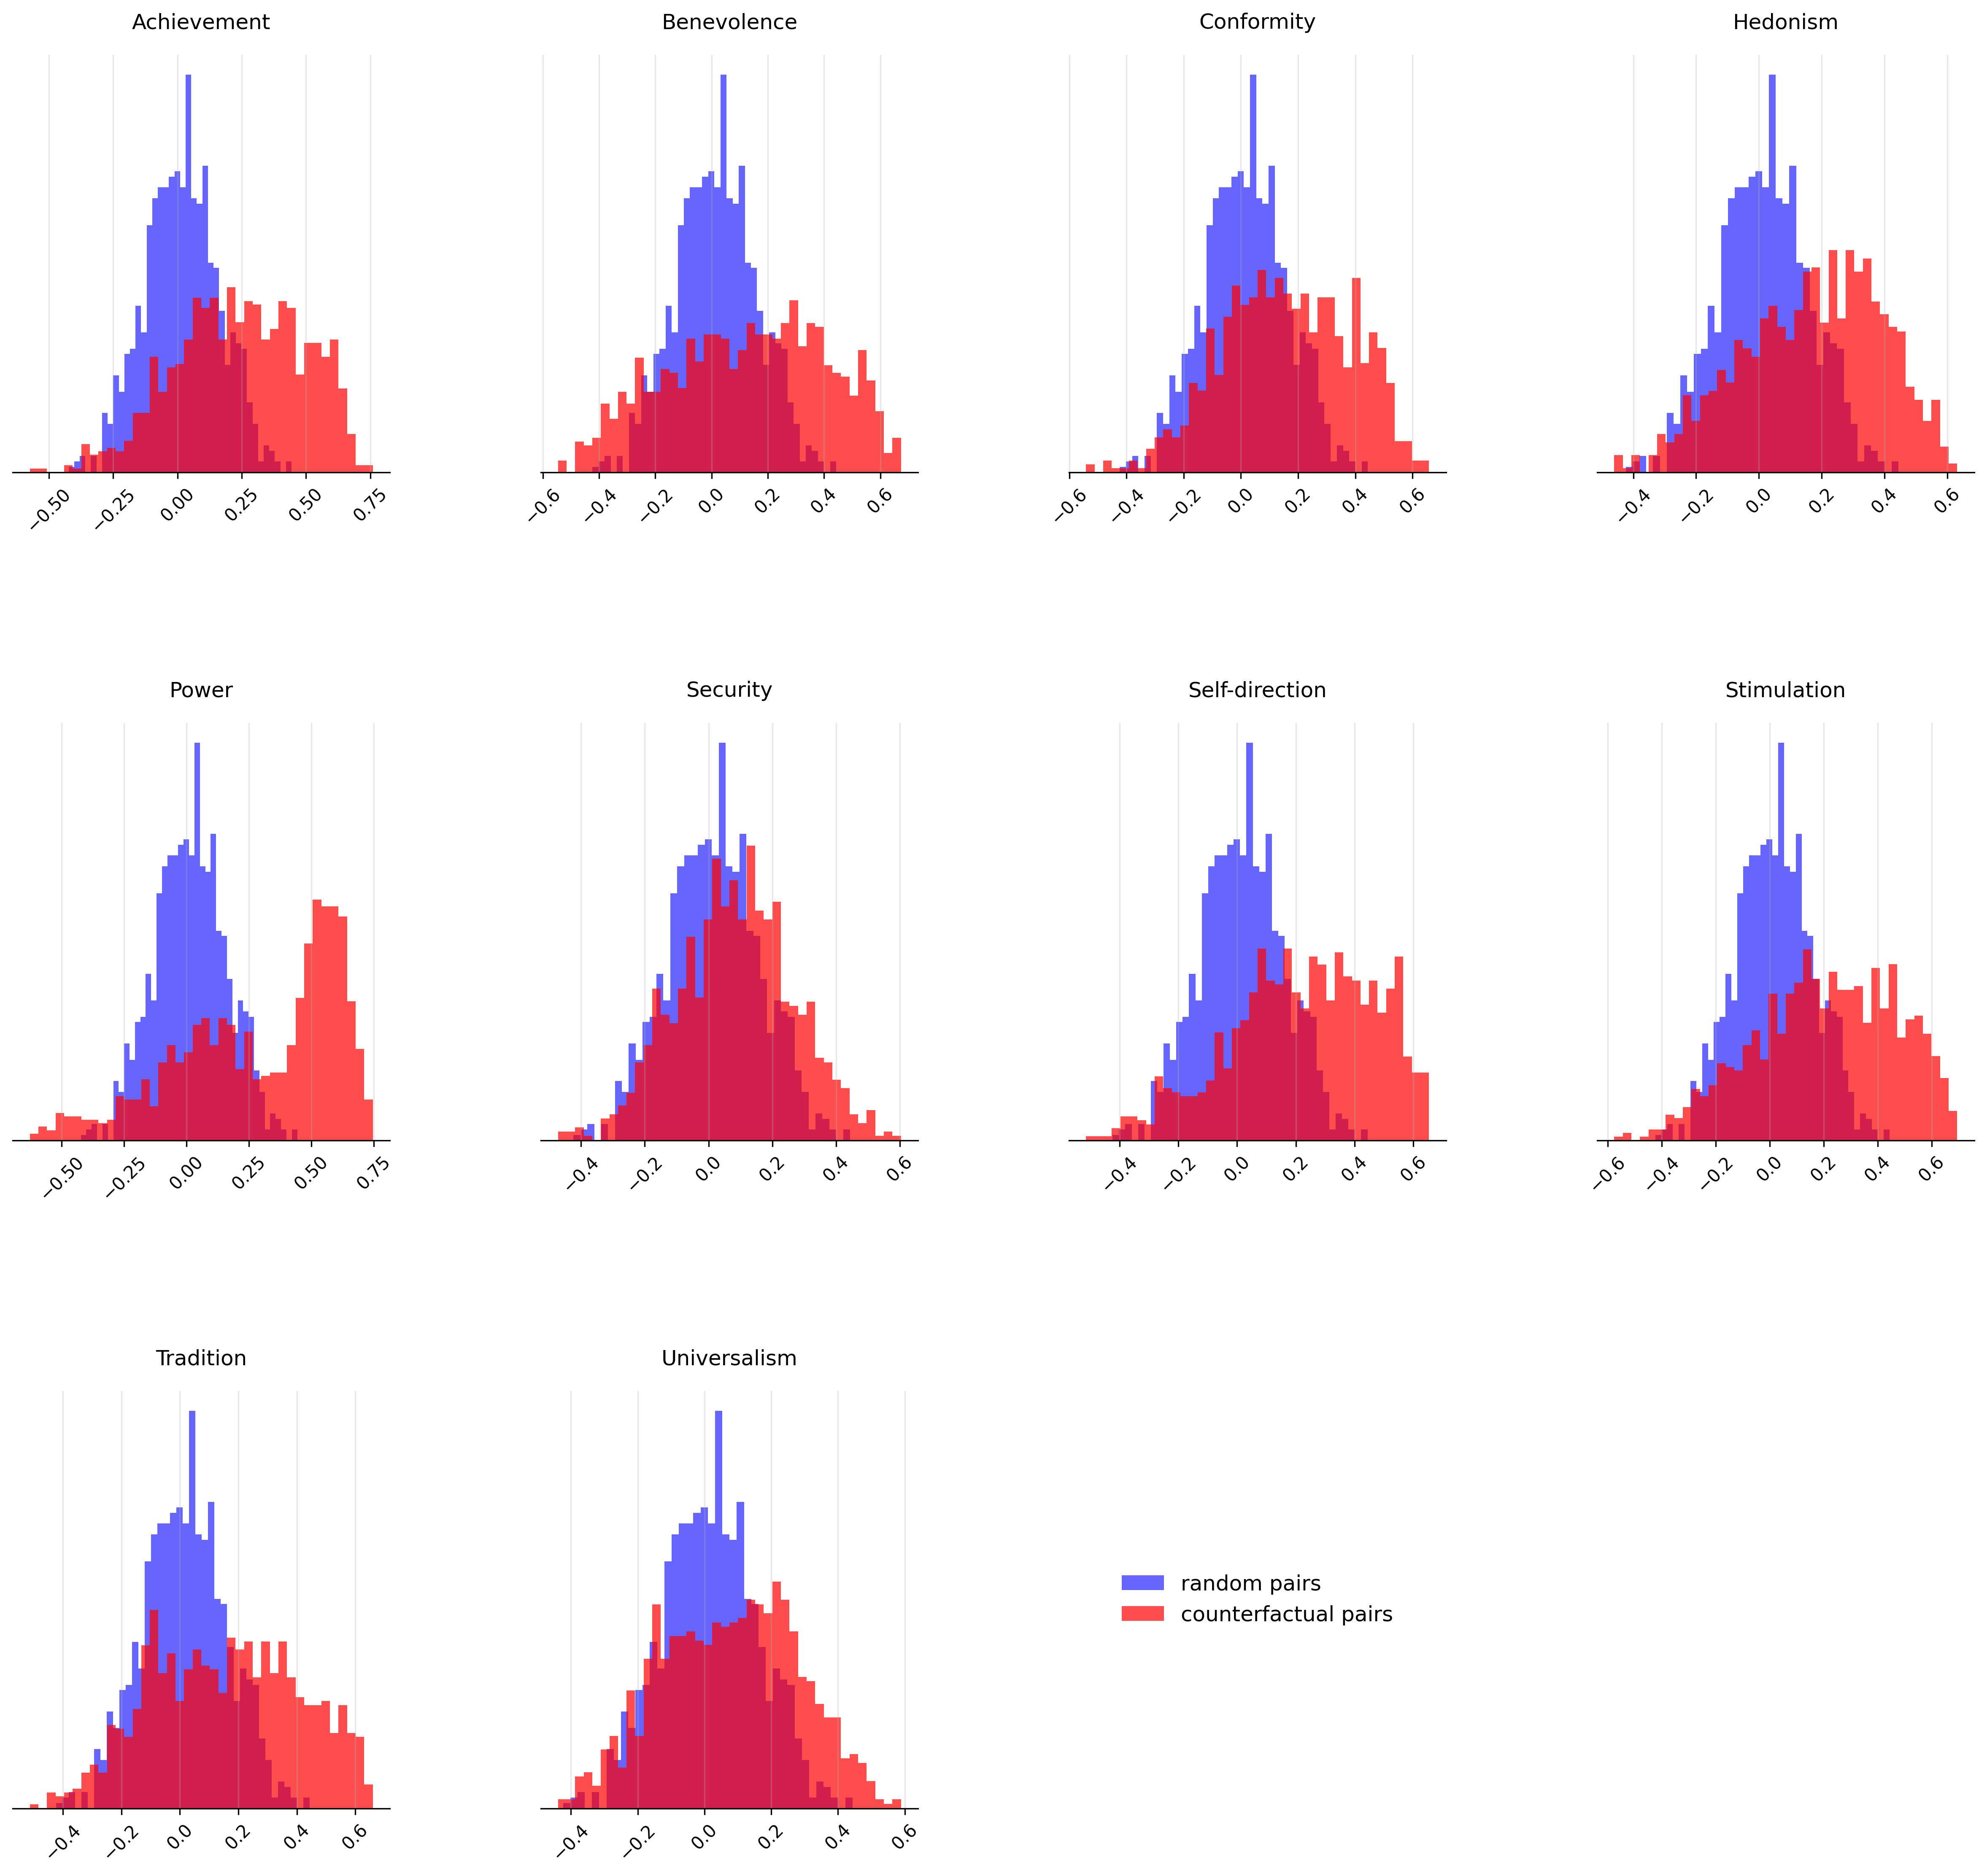 Achievement Benevolence Conformity Hedonism
−0.50 −0.25 0.00 0.25 0.50 0.75 −0.6 −0.4 −0.2 0.0 0.2 0.4 0.6 −0.6 −0.4 −0.2 0.0 0.2 0.4 0.6 −0.4 −0.2 0.0 0.2 0.4 0.6
Power Security Self-direction Stimulation
−0.50 −0.25 0.00 0.25 0.50 0.75 −0.4 −0.2 0.0 0.2 0.4 0.6 −0.4 −0.2 0.0 0.2 0.4 0.6 −0.6 −0.4 −0.2 0.0 0.2 0.4 0.6
Tradition Universalism
random pairs
counterfactual pairs
−0.4 −0.2 0.0 0.2 0.4 0.6 −0.4 −0.2 0.0 0.2 0.4 0.6